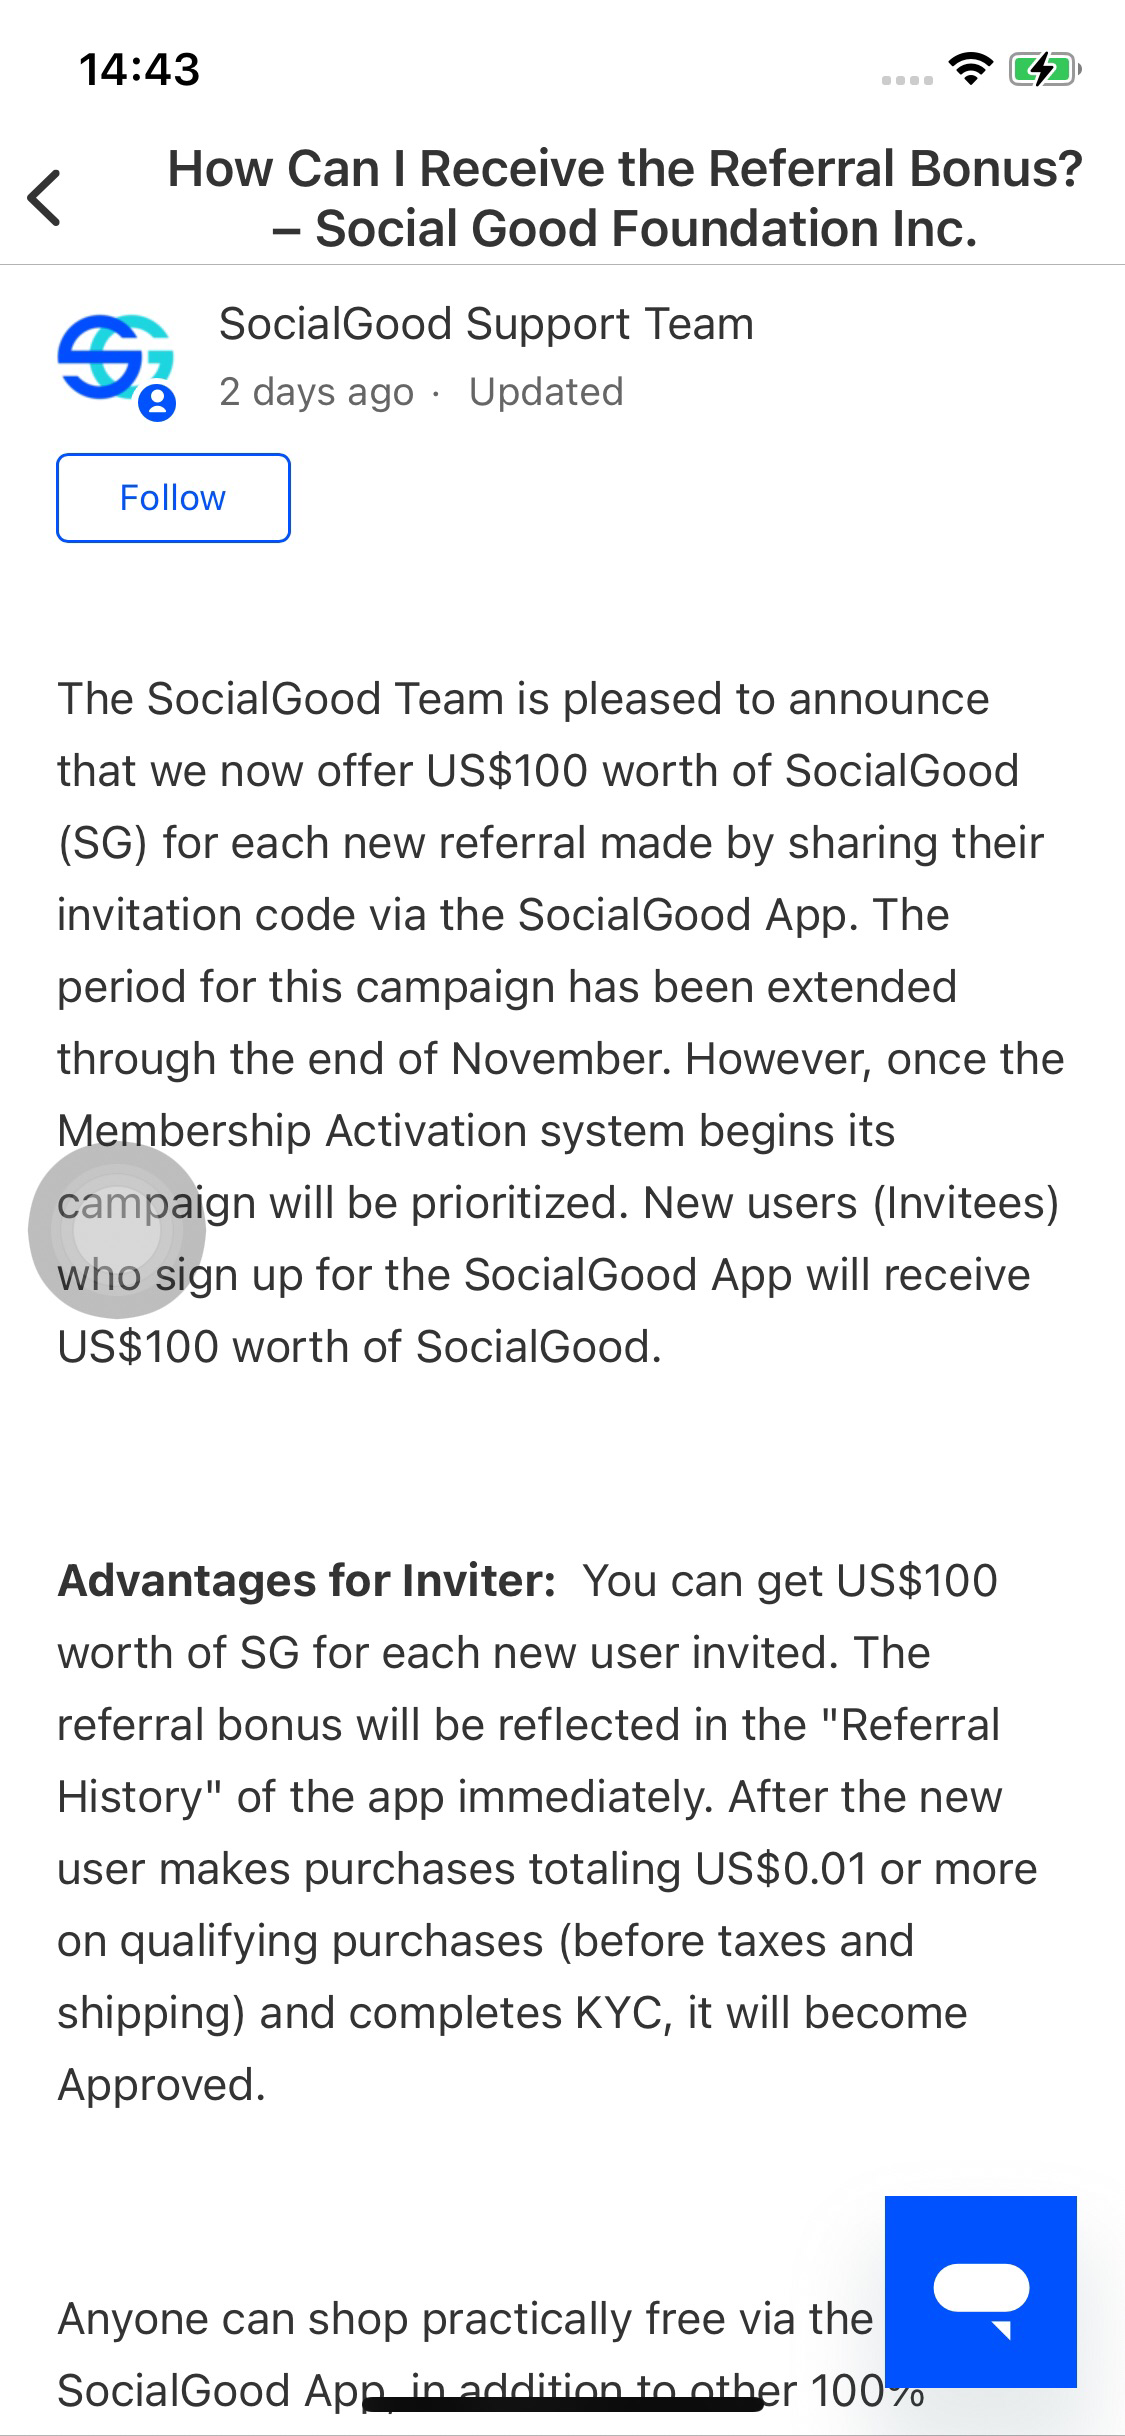 14:43
How Can I Receive the Referral Bonus?
– Social Good Foundation Inc.
SocialGood Support Team
2 days ago · Updated
Follow
The SocialGood Team is pleased to announce
that we now offer US$100 worth of SocialGood
(SG) for each new referral made by sharing their
invitation code via the SocialGood App. The
period for this campaign has been extended
through the end of November. However, once the
Membership Activation system begins its
campaign will be prioritized. New users (Invitees)
who sign up for the SocialGood App will receive
US$100 worth of SocialGood.
Advantages for Inviter: You can get US$100
worth of SG for each new user invited. The
referral bonus will be reflected in the "Referral
History" of the app immediately. After the new
user makes purchases totaling US$0.01 or more
on qualifying purchases (before taxes and
shipping) and completes KYC, it will become
Approved.
Anyone can shop practically free via the
SocialGood App, in addition to other 100%